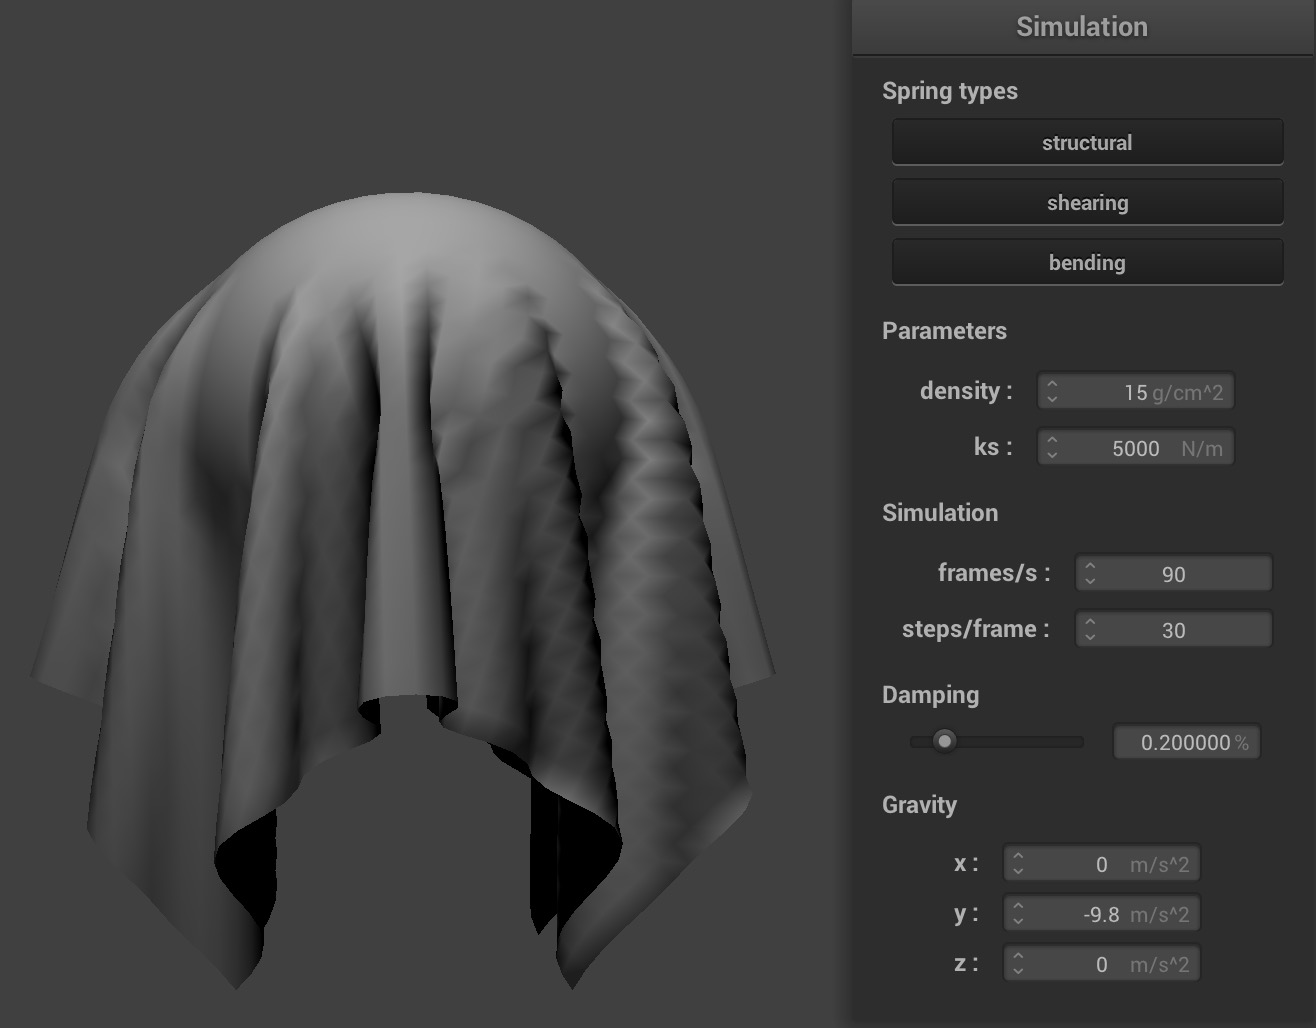 Simulation
Spring types
structural
shearing
bending
Parameters
density : 15 g/cm^2
ks : 5000 N/m
Simulation
frames/s : 90
steps/frame : 30
Damping
0.200000 %
Gravity
x : 0 m/s^2
y : -9.8 m/s^2
z : 0 m/s^2